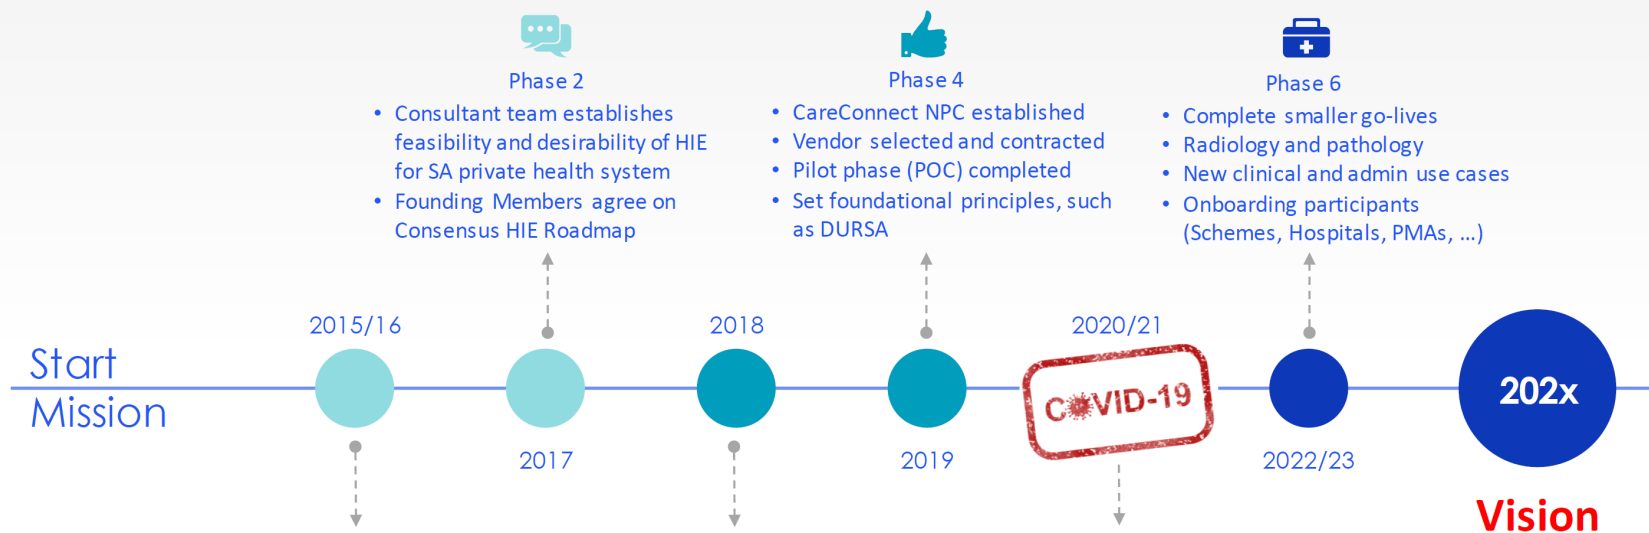 Phase 2
• Consultant team establishes
feasibility and desirability of HIE
for SA private health system
• Founding Members agree on
Consensus HIE Roadmap
Phase 4
• CareConnect NPC established
• Vendor selected and contracted
• Pilot phase (POC) completed
• Set foundational principles, such
as DURSA
Phase 6
• Complete smaller go-lives
• Radiology and pathology
• New clinical and admin use cases
• Onboarding participants
(Schemes, Hospitals, PMAs, ...)
2015/16
2018
2020/21
Start
Mission
COVID-19
202x
2017
2019
2022/23
Vision